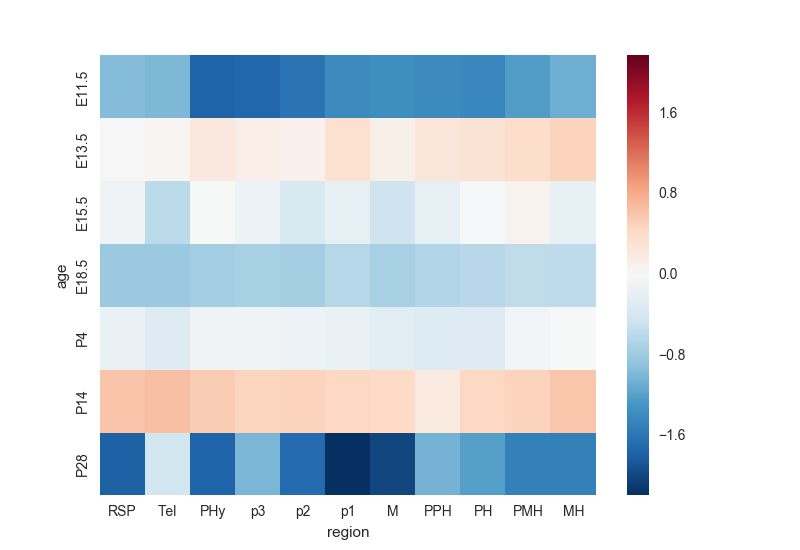 age
E11.5
E13.5
E15.5
E18.5
P4
P14
P28
RSP Tel PHy p3 p2 p1 M PPH PH PMH MH
region
1.6
0.8
0.0
−0.8
−1.6